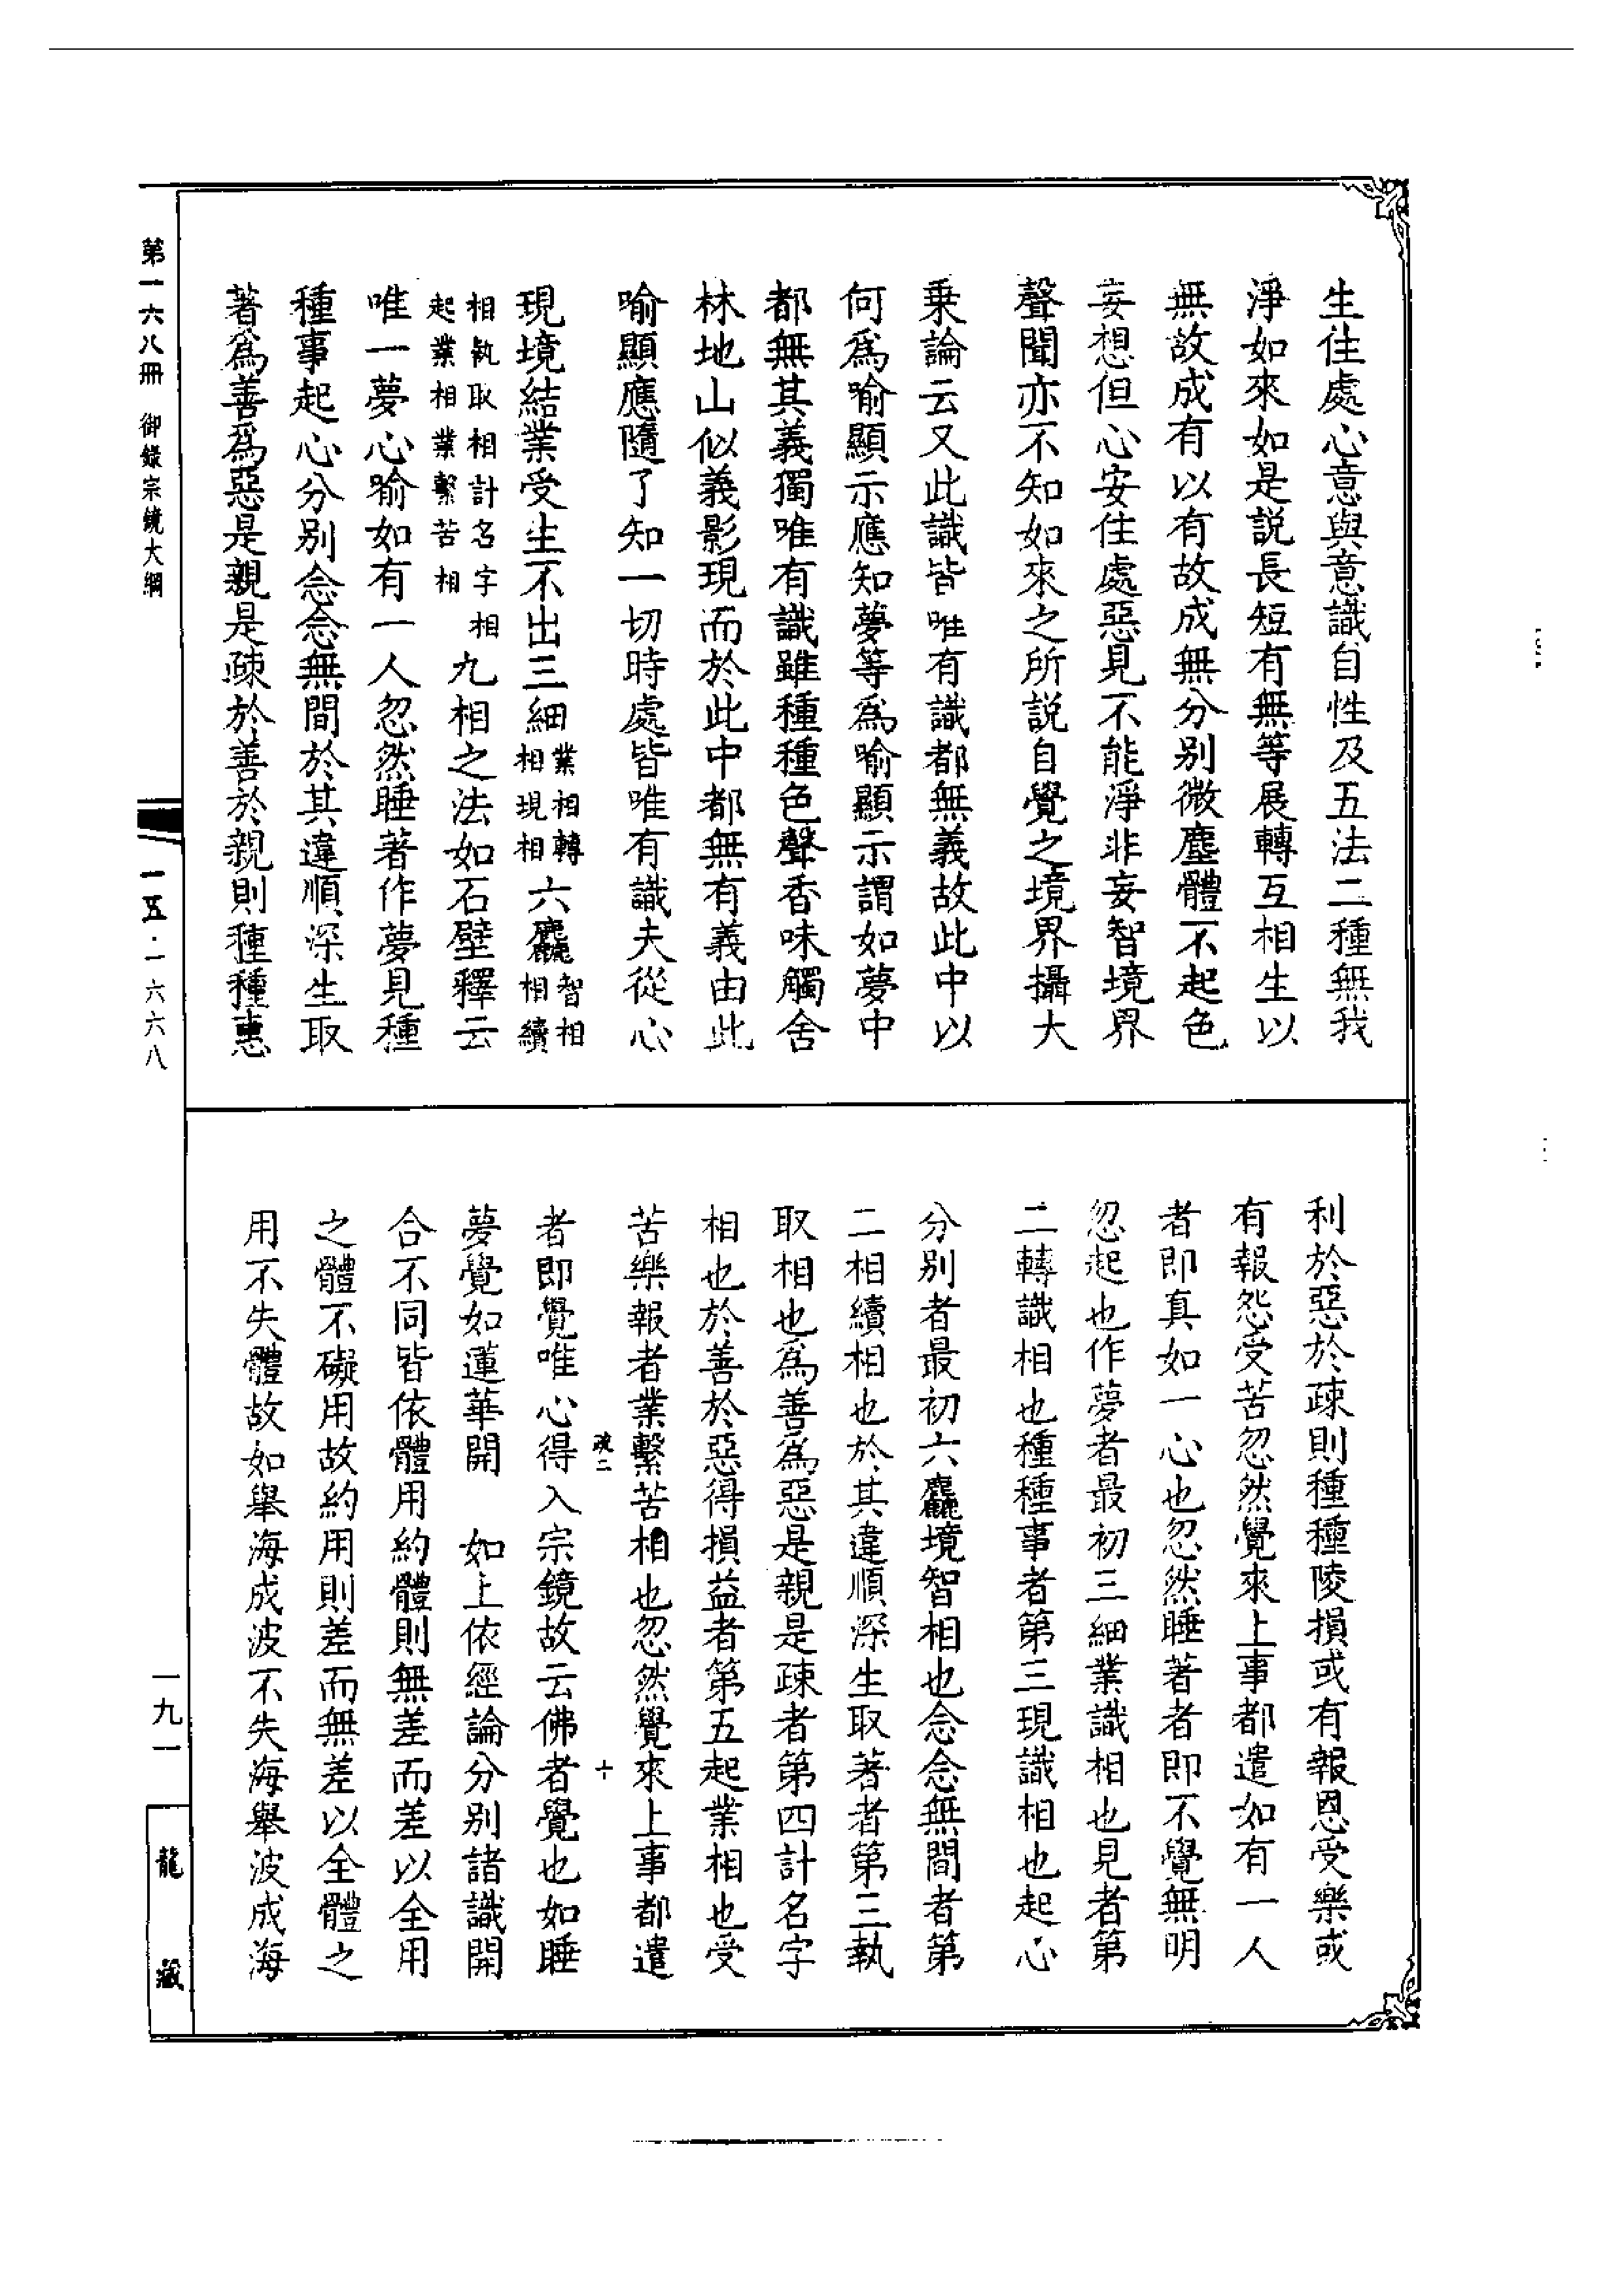 生住處心意與意識自性及五法二種無我
淨如來如是說長短有無等展轉互相生以
無故成有以有故成無分別微塵體不起色
妄想但心安住處惡見不能淨非妄智境界
聲聞亦不知如來之所說自覺之境界攝大
乗論云又此識皆唯有識都無義故此中以
何為喻顯示應知夢等為喻顯示謂如夢中
都無其義獨唯有識雖種種色聲香味觸舍
林地山似義影現而於此中都無有義由此
喻顯應隨了知一切時處皆唯有識夫從心
現境結業受生不出三細業相轉相現相六麤智相相續
相執取相計名字相起業相業繫苦相九相之法如石壁釋云
唯一夢心喻如有一人忽然睡著作夢見種
種事起心分別念念無間於其違順深生取
著為善為惡是親是疎於善於親則種種惠
利於惡於疎則種種陵損或有報恩受樂或
有報怨受苦忽然覺來上事都遣如有一人
者即真如一心也忽然睡著者即不覺無明
忽起也作夢者最初三細業識相也見者第
二轉識相也種種事者第三現識相也起心
分別者最初六麤境智相也念念無間者第
二相續相也於其違順深生取著者第三執
取相也為善為惡是親是疎者第四計名字
相也於善於惡得損益者第五起業相也受
苦樂報者業繫苦相也忽然覺來上事都遣
者即覺唯心得入宗鏡故云佛者覺也如睡
夢覺如蓮華開　如上依經論分別諸識開
合不同皆依體用約體則無差而差以全用
之體不礙用故約用則差而無差以全體之
用不失體故如舉海成波不失海舉波成海
第一六八冊　御錄宗鏡大綱
一五·一六六八
一九一
龍藏
十